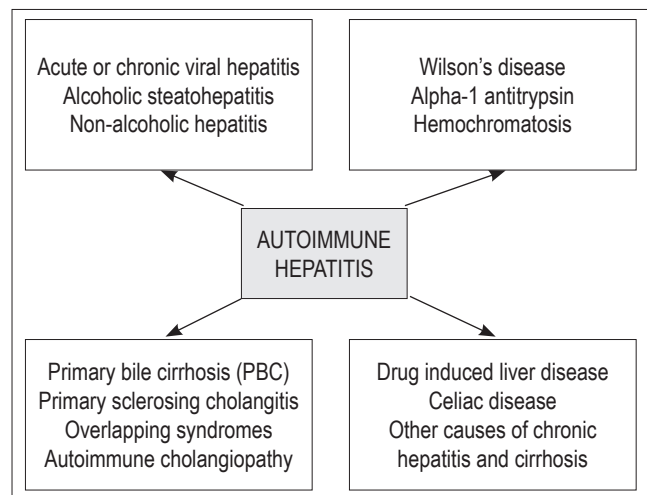 Acute or chronic viral hepatitis
Alcoholic steatohepatitis
Non-alcoholic hepatitis
Wilson's disease
Alpha-1 antitrypsin
Hemochromatosis
AUTOIMMUNE
HEPATITIS
Primary bile cirrhosis (PBC)
Primary sclerosing cholangitis
Overlapping syndromes
Autoimmune cholangiopathy
Drug induced liver disease
Celiac disease
Other causes of chronic
hepatitis and cirrhosis